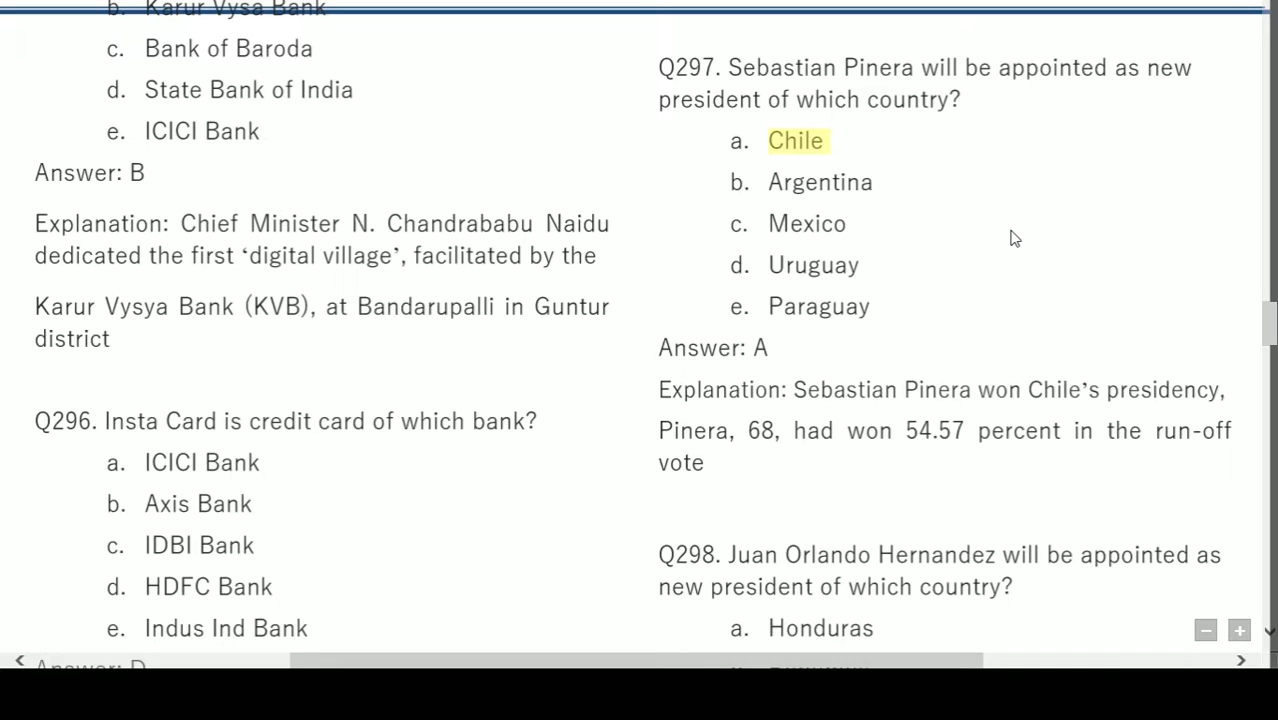 b. Karur Vysa Bank
c. Bank of Baroda
d. State Bank of India
e. ICICI Bank
Answer: B
Explanation: Chief Minister N. Chandrababu Naidu
dedicated the first ‘digital village’, facilitated by the
Karur Vysya Bank (KVB), at Bandarupalli in Guntur
district
Q296. Insta Card is credit card of which bank?
a. ICICI Bank
b. Axis Bank
c. IDBI Bank
d. HDFC Bank
e. Indus Ind Bank
Answer: D
Q297. Sebastian Pinera will be appointed as new
president of which country?
a. Chile
b. Argentina
c. Mexico
d. Uruguay
e. Paraguay
Answer: A
Explanation: Sebastian Pinera won Chile’s presidency,
Pinera, 68, had won 54.57 percent in the run-off
vote
Q298. Juan Orlando Hernandez will be appointed as
new president of which country?
a. Honduras